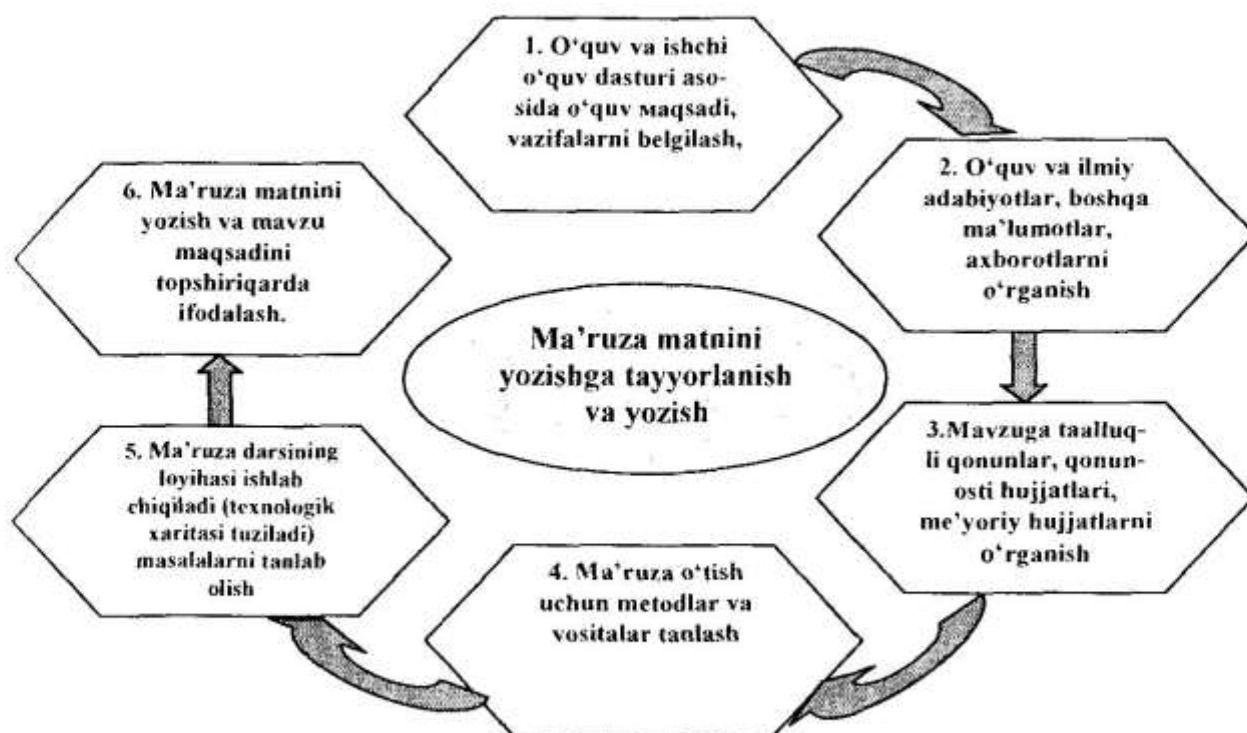 1. O‘quv va ishchi
o‘quv dasturi aso-
sida o‘quv мaqsadi,
vazifalarni belgilash,
2. O‘quv va ilmiy
adabiyotlar, boshqa
ma’lumotlar,
axborotlarni
o‘rganish
3.Mavzuga taalluq-
li qonunlar, qonun-
osti hujjatlari,
me’yoriy hujjatlarni
o‘rganish
4. Ma’ruza o‘tish
uchun metodlar va
vositalar tanlash
5. Ma’ruza darsining
loyihasi ishlab
chiqiladi (texnologik
xaritasi tuziladi)
masalalarni tanlab
olish
6. Ma’ruza matnini
yozish va mavzu
maqsadini
topshiriqarda
ifodalash.
Ma’ruza matnini
yozishga tayyorlanish
va yozish